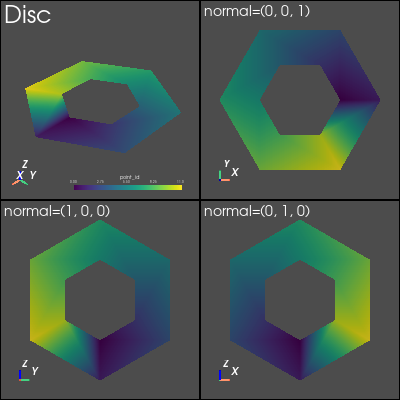 Disc
normal=(0, 0, 1)
Z
X Y
point_id
Y
X
normal=(1, 0, 0)
normal=(0, 1, 0)
Z
Y
Z
X